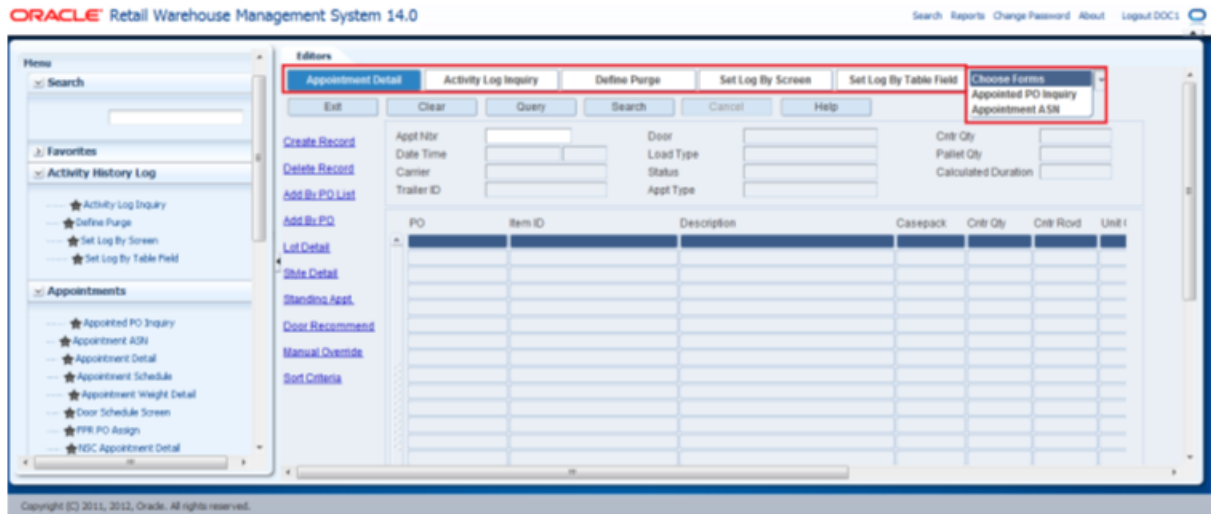 ORACLE® Retail Warehouse Management System 14.0
Search Reports Change Password About Logout DOC1
Menu
Search
Favorites
Activity History Log
Activity Log Inquiry
Define Purge
Set Log By Screen
Set Log By Table Field
Appointments
Appointed PO Inquiry
Appointment ASN
Appointment Detail
Appointment Schedule
Appointment Weight Detail
Door Schedule Screen
PPR PO Assign
NSC Appointment Detail
Editors
Appointment Detail Activity Log Inquiry Define Purge Set Log By Screen Set Log By Table Field Choose Forms
Appointed PO Inquiry
Appointment ASN
Exit Clear Query Search Cancel Help
Create Record
Delete Record
Add By PO List
Add By PO
Lot Detail
Style Detail
Standing Appt.
Door Recommend
Manual Override
Sort Criteria
Appt Nbr Door Cntr Qty
Date Time Load Type Pallet Qty
Carrier Status Calculated Duration
Trailer ID Appt Type
PO Item ID Description Casepack Cntr Qty Cntr Rcvd Unit
Copyright (C) 2011, 2012, Oracle. All rights reserved.